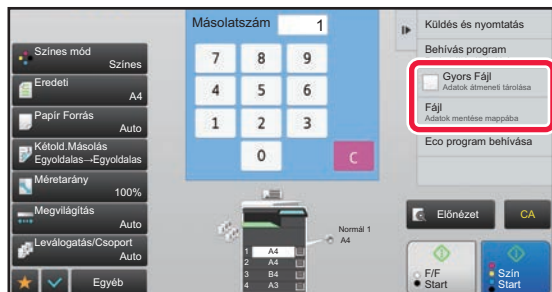 Másolatszám 1
Színes mód
Színes
Eredeti
A4
Papír Forrás
Auto
Kétold.Másolás
Egyoldalas→Egyoldalas
Méretarány
100%
Megvilágítás
Auto
Leválogatás/Csoport
Auto
Egyéb
7 8 9
4 5 6
1 2 3
0 C
Normál 1
A4
1 A4
2 A4
3 B4
4 A3
Küldés és nyomtatás
Behívás program
Gyors Fájl
Adatok átmeneti tárolása
Fájl
Adatok mentése mappába
Eco program behívása
Előnézet
CA
F/F
Start
Szín
Start